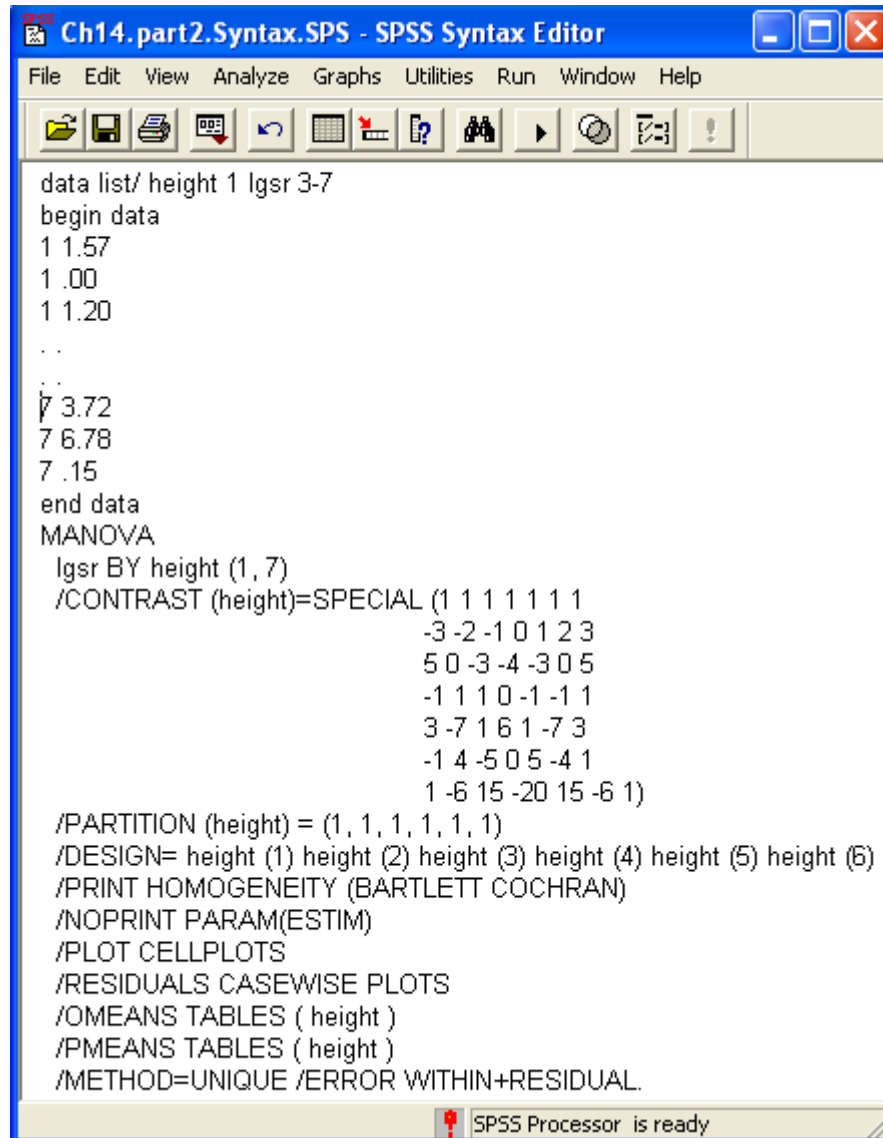 SPSS
Ch14.part2.Syntax.SPS - SPSS Syntax Editor
File Edit View Analyze Graphs Utilities Run Window Help
data list/ height 1 lgsr 3-7
begin data
1 1.57
1 .00
1 1.20
. .
. .
7 3.72
7 6.78
7 .15
end data
MANOVA
lgsr BY height (1, 7)
/CONTRAST (height)=SPECIAL (1 1 1 1 1 1 1
-3 -2 -1 0 1 2 3
5 0 -3 -4 -3 0 5
-1 1 1 0 -1 -1 1
3 -7 1 6 1 -7 3
-1 4 -5 0 5 -4 1
1 -6 15 -20 15 -6 1)
/PARTITION (height) = (1, 1, 1, 1, 1, 1)
/DESIGN= height (1) height (2) height (3) height (4) height (5) height (6)
/PRINT HOMOGENEITY (BARTLETT COCHRAN)
/NOPRINT PARAM(ESTIM)
/PLOT CELLPLOTS
/RESIDUALS CASEWISE PLOTS
/OMEANS TABLES ( height )
/PMEANS TABLES ( height )
/METHOD=UNIQUE /ERROR WITHIN+RESIDUAL.
SPSS Processor is ready